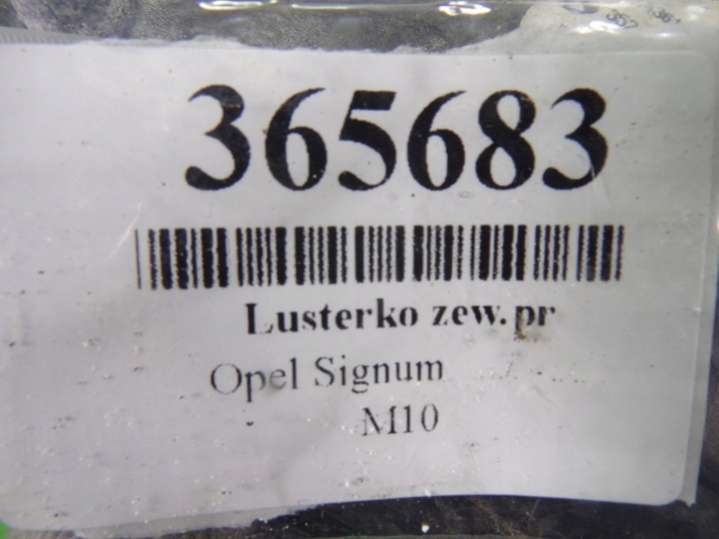 365683
Lusterko zew.pr
Opel Signum
M10